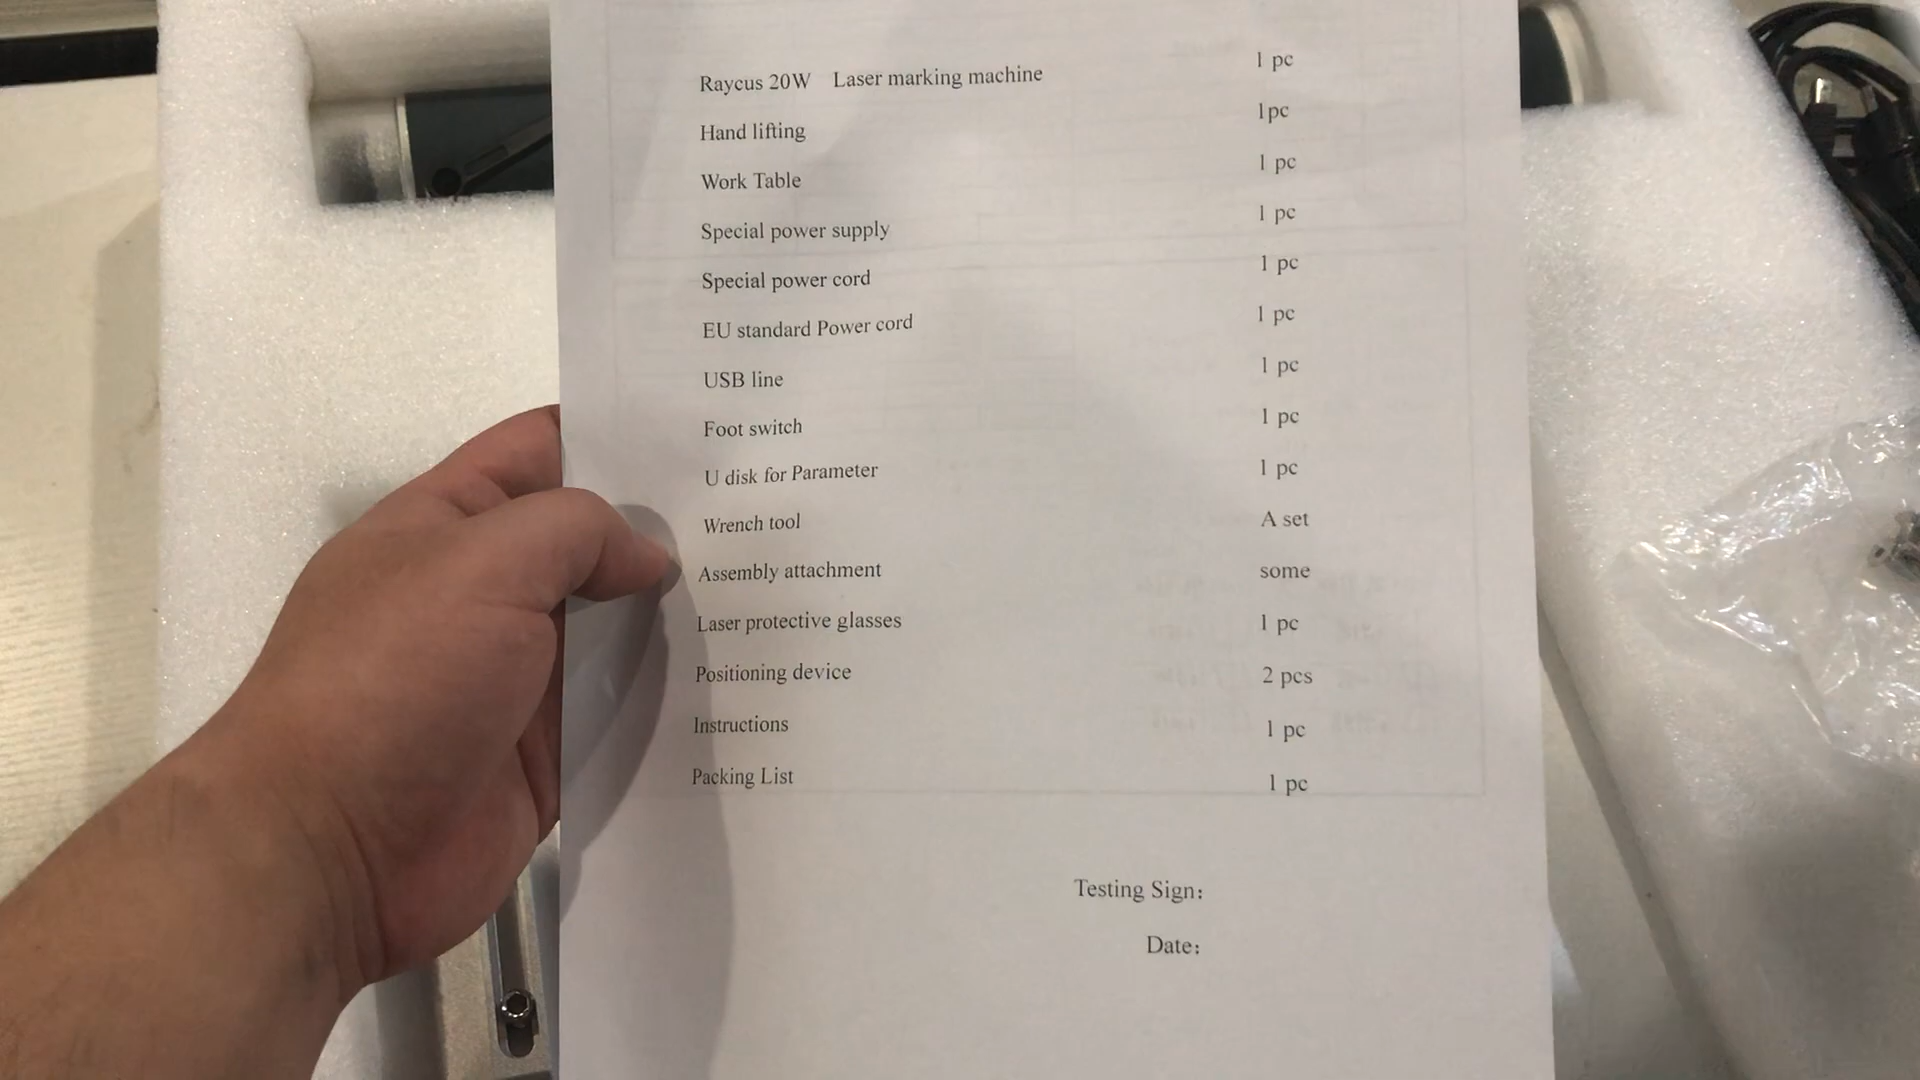 Raycus 20W Laser marking machine 1 pc
Hand lifting 1pc
Work Table 1 pc
Special power supply 1 pc
Special power cord 1 pc
EU standard Power cord 1 pc
USB line 1 pc
Foot switch 1 pc
U disk for Parameter 1 pc
Wrench tool A set
Assembly attachment some
Laser protective glasses 1 pc
Positioning device 2 pcs
Instructions 1 pc
Packing List 1 pc
Testing Sign:
Date: